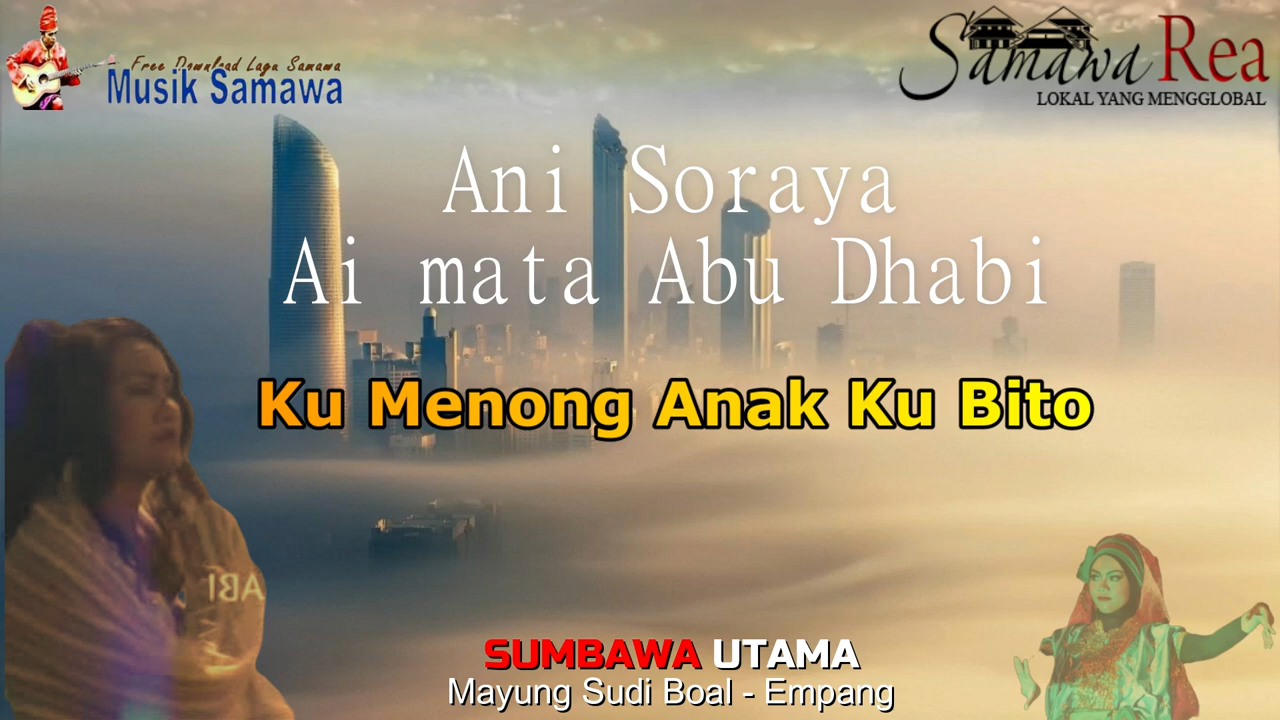 Free Download Lagu Samawa
Musik Samawa
Samawa Rea
LOKAL YANG MENGGLOBAL
Ani Soraya
Ai mata Abu Dhabi
Ku Menong Anak Ku Bito
SUMBAWA UTAMA
Mayung Sudi Boal - Empang